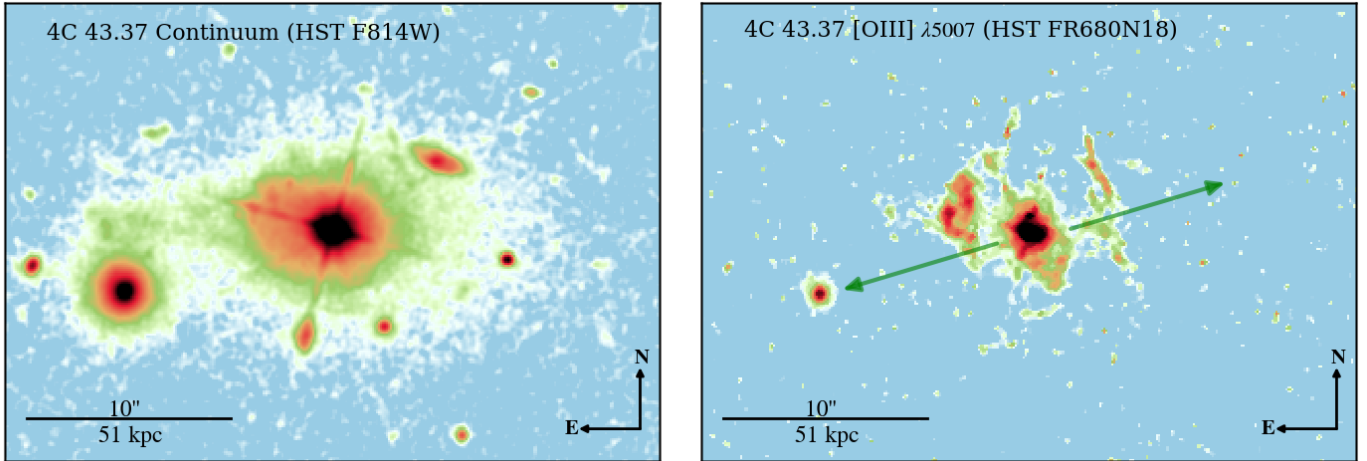 4C 43.37 Continuum (HST F814W)
10"
51 kpc
N
E
4C 43.37 [OIII] λ5007 (HST FR680N18)
10"
51 kpc
N
E